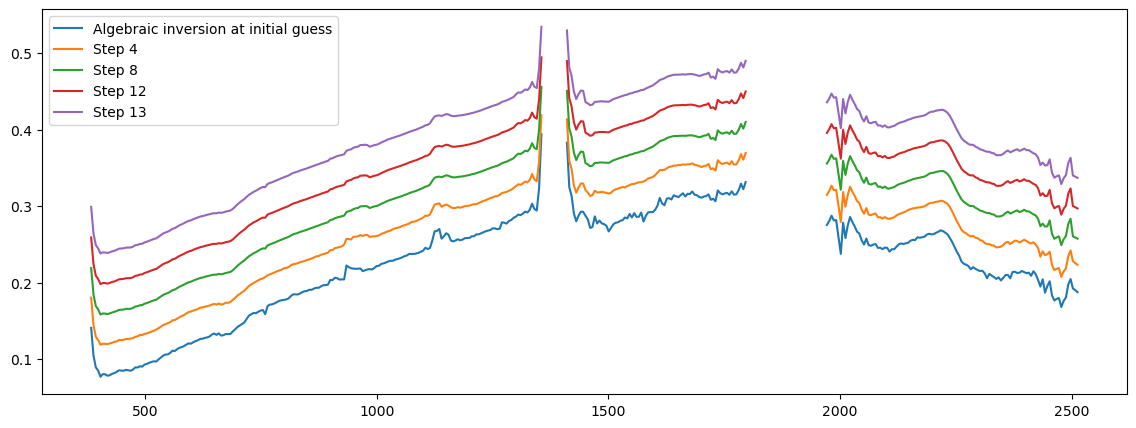 Algebraic inversion at initial guess
Step 4
Step 8
Step 12
Step 13
0.5
0.4
0.3
0.2
0.1
500 1000 1500 2000 2500